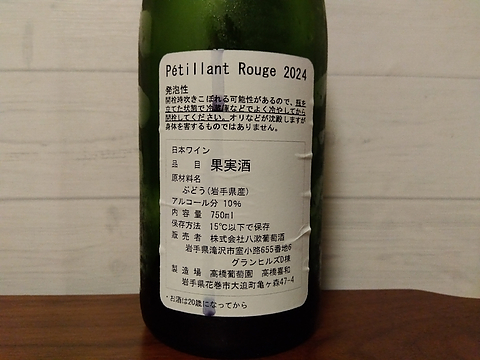 Pétillant Rouge 2024
発泡性
開栓時吹きこぼれる可能性があるので、瓶を
立てた状態で冷蔵庫などでよく冷やしてから
開栓してください。オリなどが沈殿しますが
身体を害するものではありません。
日本ワイン
品 目 果実酒
原材料名
ぶどう(岩手県産)
アルコール分 10%
内 容 量 750ml
保存方法 15℃以下で保存
販 売 者 株式会社八漖葡萄酒
岩手県滝沢市室小路655番地6
グランヒルズD棟
製 造 場 高橋葡萄園 高橋喜和
岩手県花巻市大迫町亀ヶ森47-4
・お酒は20歳になってから